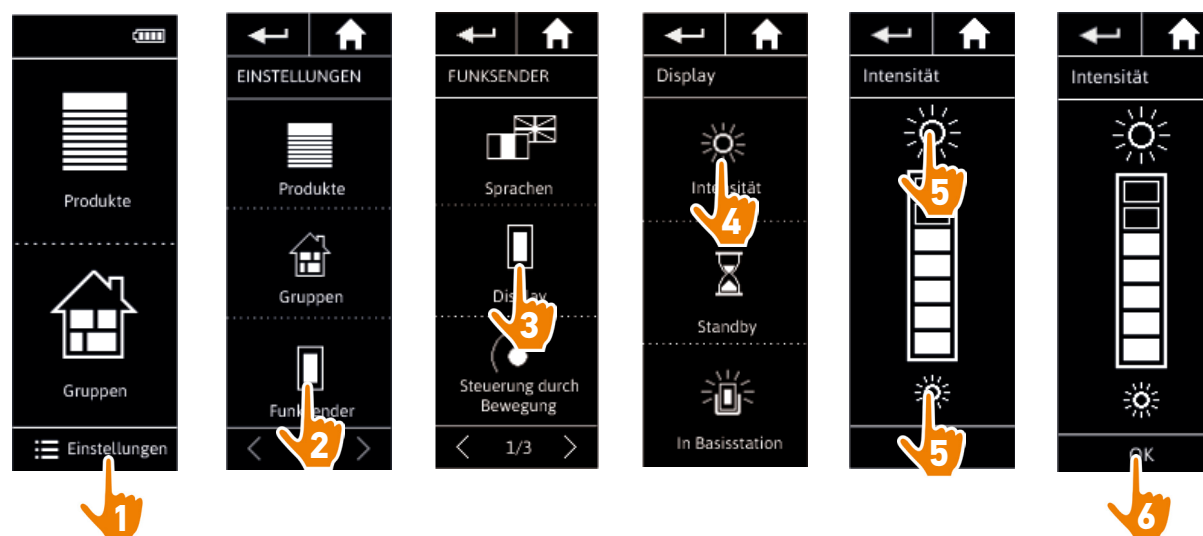 Produkte
Gruppen
Einstellungen
1
EINSTELLUNGEN
Produkte
Gruppen
Funksender
2
FUNKSENDER
Sprachen
Display
3
Steuerung durch
Bewegung
1/3
Display
Intensität
4
Standby
In Basisstation
Intensität
5
5
Intensität
OK
6